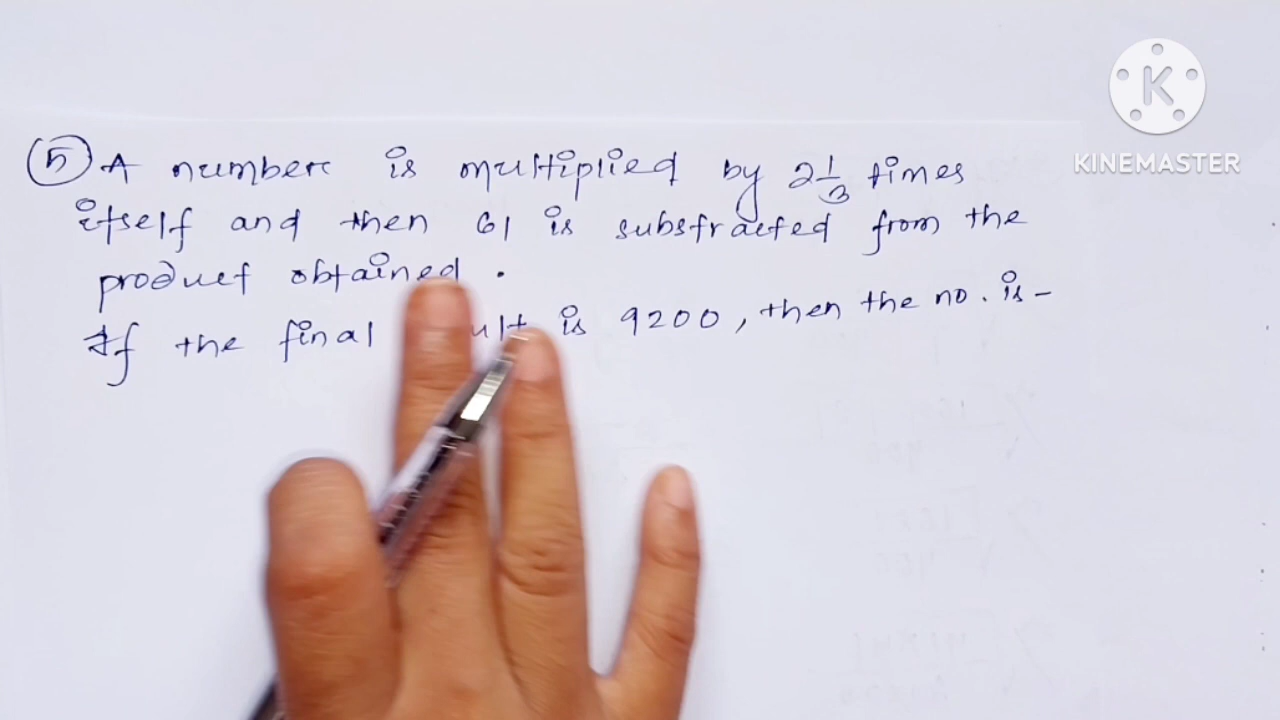 (5) A number is multiplied by 2 1/3 times
itself and then 61 is substracted from the
product obtained.
If the final is 9200, then the no. is -
K
KINEMASTER